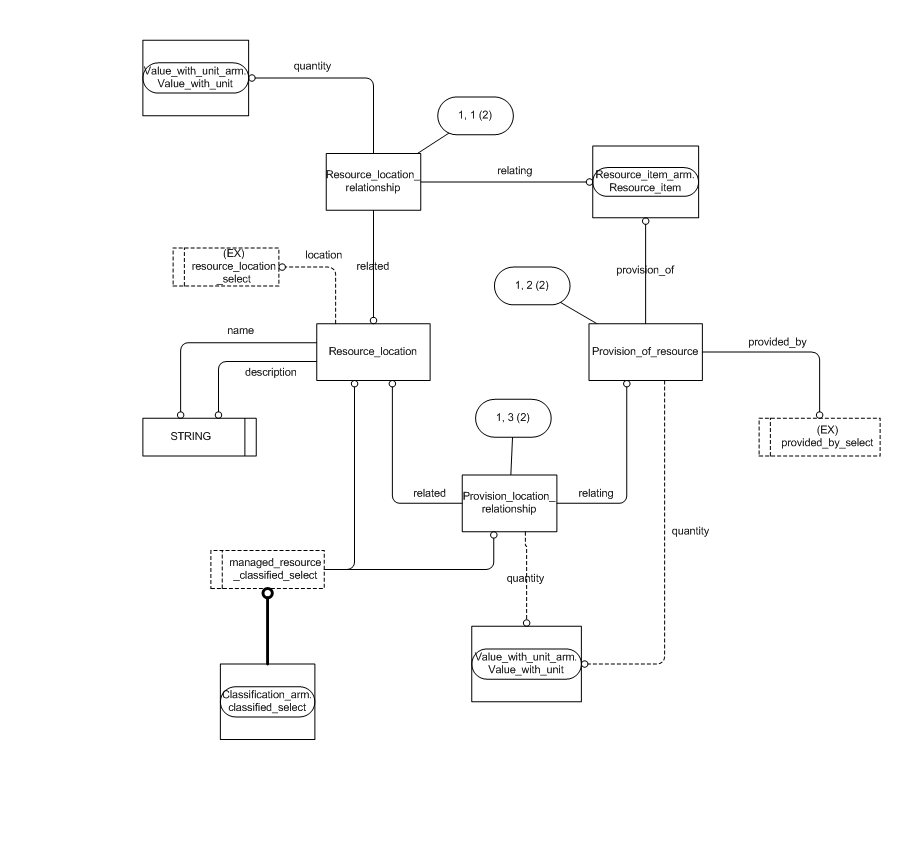 Value_with_unit_arm.
Value_with_unit
quantity
1, 1 (2)
Resource_location_
relationship
relating
Resource_item_arm.
Resource_item
(EX)
resource_location
_select
location
related
provision_of
1, 2 (2)
name
description
Resource_location
Provision_of_resource
provided_by
STRING
1, 3 (2)
(EX)
provided_by_select
related
Provision_location_
relationship
relating
quantity
managed_resource
_classified_select
quantity
Value_with_unit_arm.
Value_with_unit
Classification_arm.
classified_select